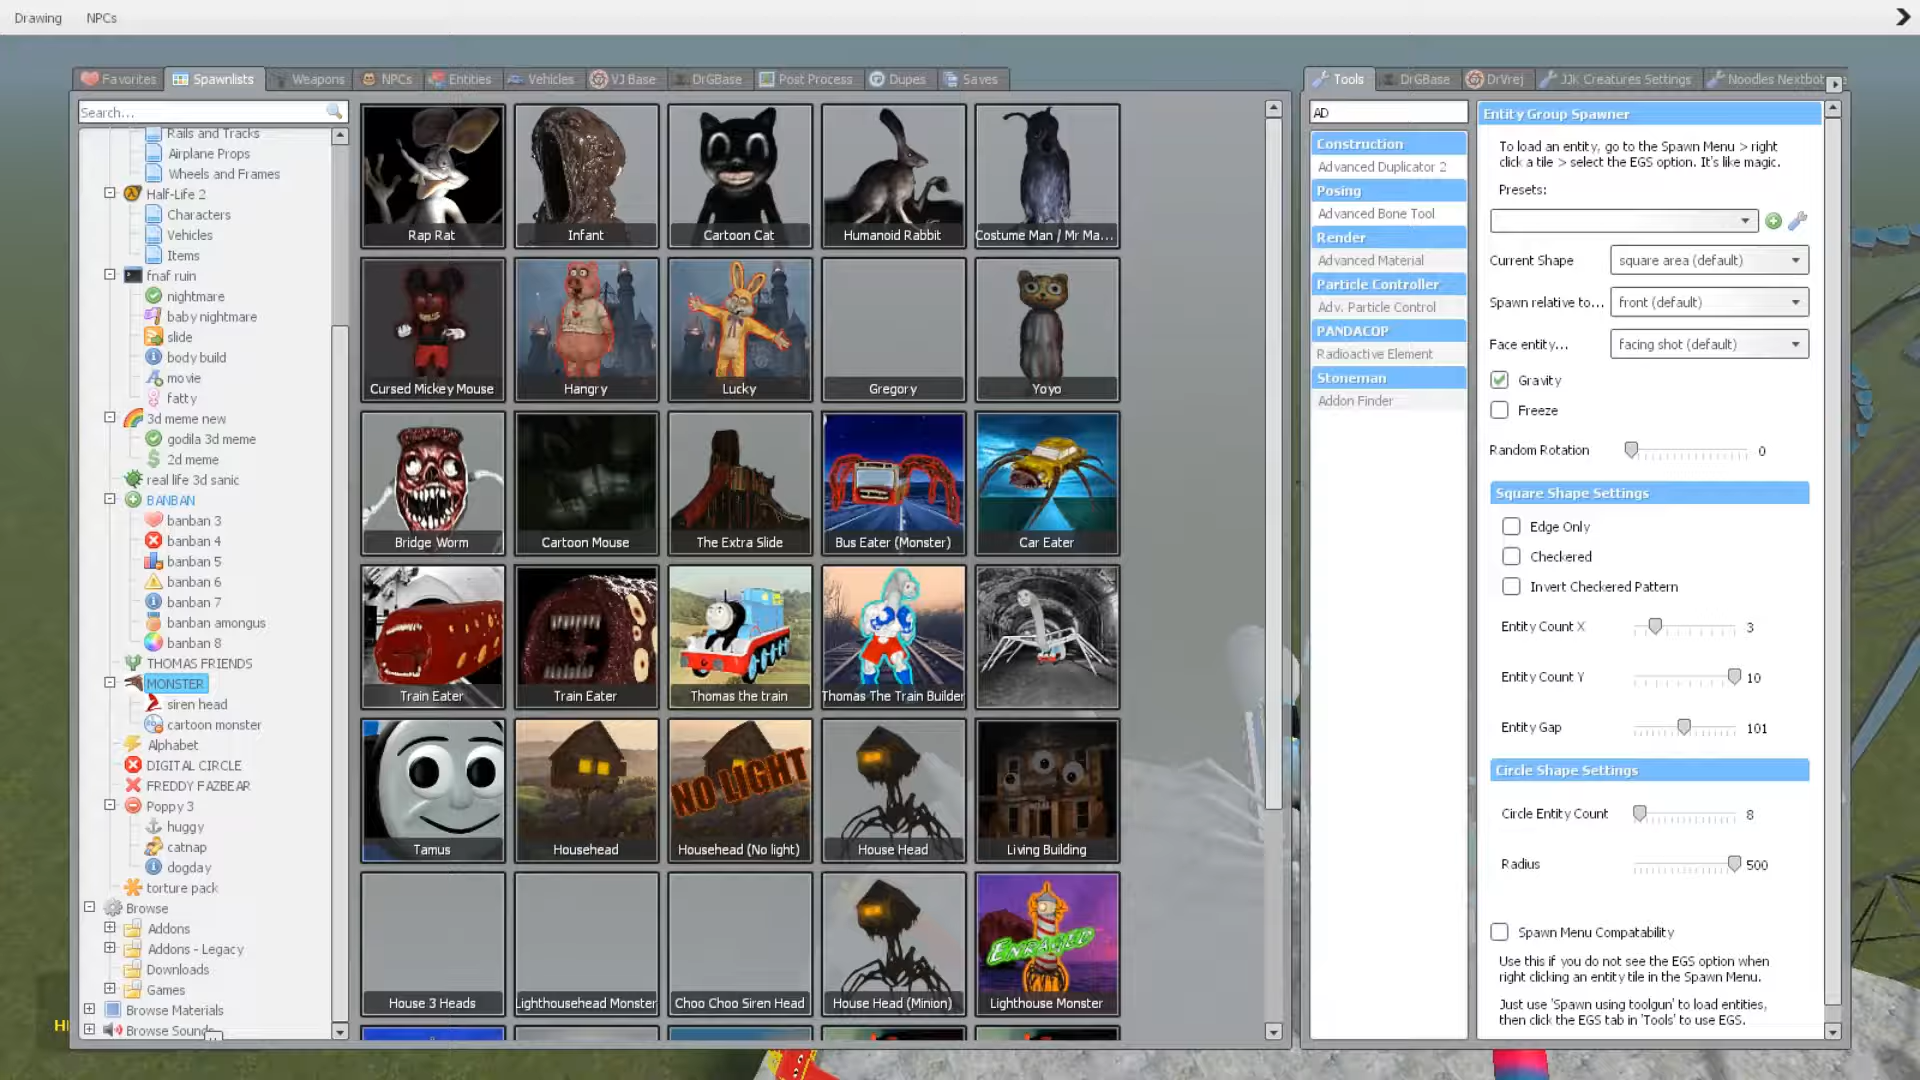 Drawing NPCs
Favorites Spawnlists Weapons NPCs Entities Vehicles VJ Base DrGBase Post Process Dupes Saves
Search...
Rails and Tracks
Airplane Props
Wheels and Frames
Half-Life 2
Characters
Vehicles
Items
fnaf ruin
nightmare
baby nightmare
slide
body build
movie
fatty
3d meme new
godila 3d meme
2d meme
real life 3d sanic
BANBAN
banban 3
banban 4
banban 5
banban 6
banban 7
banban amongus
banban 8
THOMAS FRIENDS
MONSTER
siren head
cartoon monster
Alphabet
DIGITAL CIRCLE
FREDDY FAZBEAR
Poppy 3
huggy
catnap
dogday
torture pack
Browse
Addons
Addons - Legacy
Downloads
Games
Browse Materials
Browse Sounds
Rap Rat Infant Cartoon Cat Humanoid Rabbit Costume Man / Mr Ma...
Cursed Mickey Mouse Hangry Lucky Gregory Yoyo
Bridge Worm Cartoon Mouse The Extra Slide Bus Eater (Monster) Car Eater
Train Eater Train Eater Thomas the train Thomas The Train Builder
NO LIGHT
Tamus Househead Househead (No light) House Head Living Building
ENRAGED
House 3 Heads Lighthousehead Monster Choo Choo Siren Head House Head (Minion) Lighthouse Monster
Tools DrGBase DrVrej JJK Creatures Settings Noodles Nextbot
AD
Construction
Advanced Duplicator 2
Posing
Advanced Bone Tool
Render
Advanced Material
Particle Controller
Adv. Particle Control
PANDACOP
Radioactive Element
Stoneman
Addon Finder
Entity Group Spawner
To load an entity, go to the Spawn Menu > right
click a tile > select the EGS option. It's like magic.
Presets:
Current Shape square area (default)
Spawn relative to... front (default)
Face entity... facing shot (default)
Gravity
Freeze
Random Rotation 0
Square Shape Settings
Edge Only
Checkered
Invert Checkered Pattern
Entity Count X 3
Entity Count Y 10
Entity Gap 101
Circle Shape Settings
Circle Entity Count 8
Radius 500
Spawn Menu Compatability
Use this if you do not see the EGS option when
right clicking an entity tile in the Spawn Menu.
Just use 'Spawn using toolgun' to load entities,
then click the EGS tab in 'Tools' to use EGS.